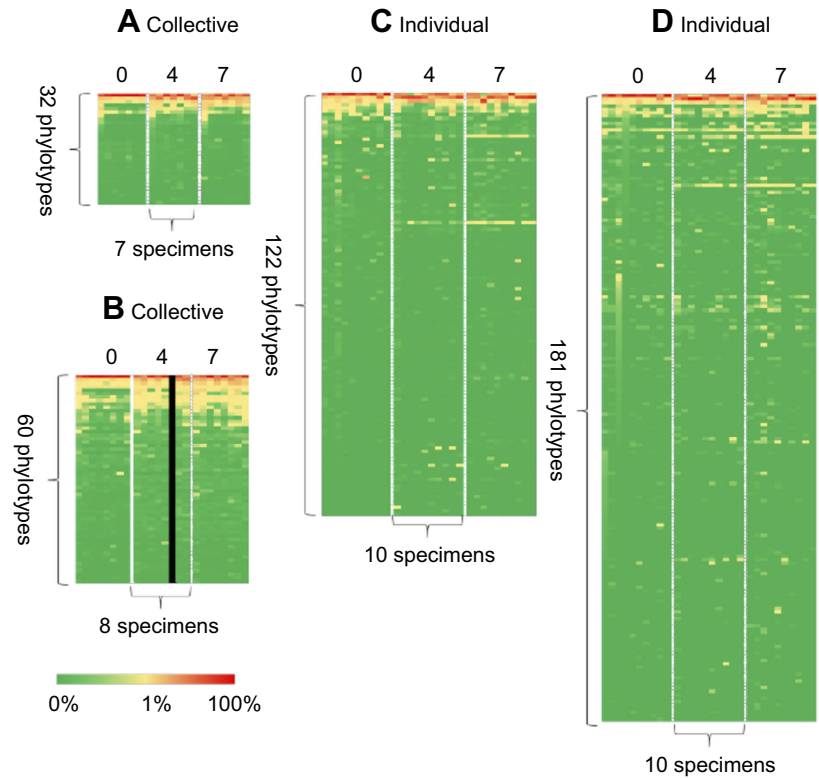 A Collective
0 4 7
32 phylotypes
7 specimens
B Collective
0 4 7
60 phylotypes
8 specimens
0% 1% 100%
C Individual
0 4 7
122 phylotypes
10 specimens
D Individual
0 4 7
181 phylotypes
10 specimens